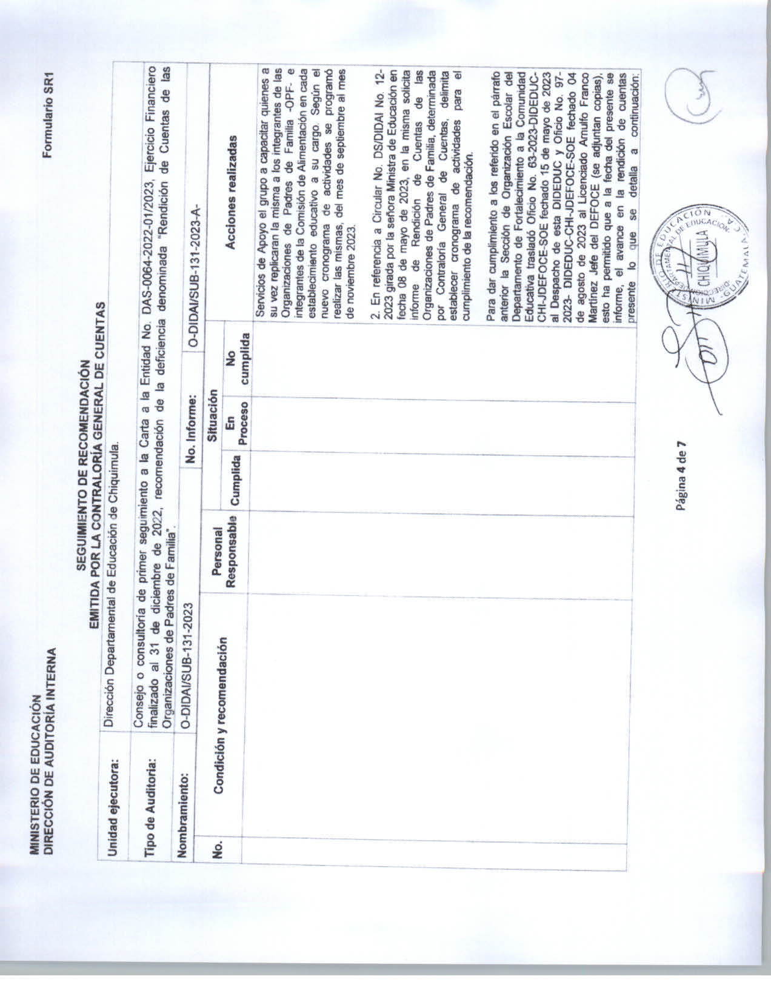 MINISTERIO DE EDUCACIÓN
DIRECCIÓN DE AUDITORÍA INTERNA
Formulario SR1
SEGUIMIENTO DE RECOMENDACIÓN
EMITIDA POR LA CONTRALORÍA GENERAL DE CUENTAS
Unidad ejecutora:
Dirección Departamental de Educación de Chiquimula.
Tipo de Auditoria:
Consejo o consultoría de primer seguimiento a la Carta a la Entidad No. DAS-0064-2022-01/2023, Ejercicio Financiero
finalizado al 31 de diciembre de 2022, recomendación de la deficiencia denominada "Rendición de Cuentas de las
Organizaciones de Padres de Familia".
Nombramiento:
O-DIDAI/SUB-131-2023
No. Informe:
O-DIDAI/SUB-131-2023-A-
No.
Condición y recomendación
Personal
Responsable
Situación
Cumplida
En
Proceso
No
cumplida
Acciones realizadas
Servicios de Apoyo el grupo a capacitar quienes a
su vez replicaran la misma a los integrantes de las
Organizaciones de Padres de Familia -OPF- e
integrantes de la Comisión de Alimentación en cada
establecimiento educativo a su cargo. Según el
nuevo cronograma de actividades se programó
realizar las mismas, del mes de septiembre al mes
de noviembre 2023.
2. En referencia a Circular No. DS/DIDAI No. 12-
2023 girada por la señora Ministra de Educación en
fecha 08 de mayo de 2023, en la misma solicita
informe de Rendición de Cuentas de las
Organizaciones de Padres de Familia, determinada
por Contraloría General de Cuentas, delimita
establecer cronograma de actividades para el
cumplimiento de la recomendación.
Para dar cumplimiento a los referido en el párrafo
anterior la Sección de Organización Escolar del
Departamento de Fortalecimiento a la Comunidad
Educativa trasladó Oficio No. 63-2023-DIDEDUC-
CHI-JDEFOCE-SOE fechado 15 de mayo de 2023
al Despacho de esta DIDEDUC y Oficio No. 97-
2023- DIDEDUC-CHI-JDEFOCE-SOE fechado 04
de agosto de 2023 al Licenciado Arnulfo Franco
Martínez Jefe del DEFOCE (se adjuntan copias),
esto ha permitido que a la fecha del presente se
informe, el avance en la rendición de cuentas
presente lo que se detalla a continuación:
Página 4 de 7
MINISTERIO DE EDUCACIÓN
DIRECCIÓN DEPARTAMENTAL DE EDUCACIÓN
CHIQUIMULA
GUATEMALA, C.A.